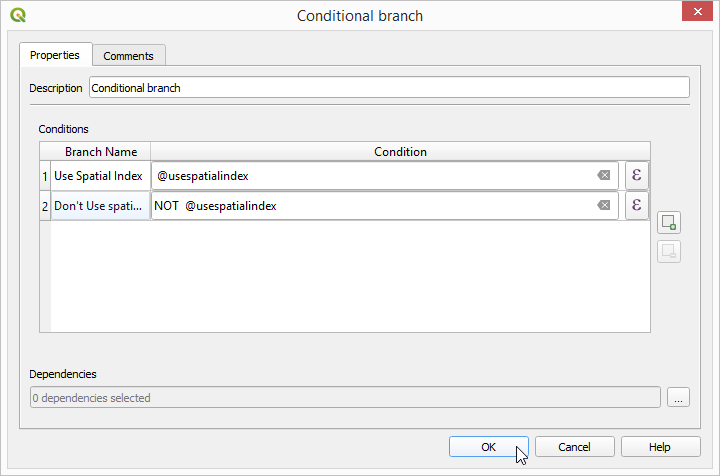 Conditional branch
Properties
Comments
Description
Conditional branch
Conditions
Branch Name
Condition
1
Use Spatial Index
@usespatialindex
ε
2
Don't Use spati...
NOT @usespatialindex
ε
Dependencies
0 dependencies selected
...
OK
Cancel
Help